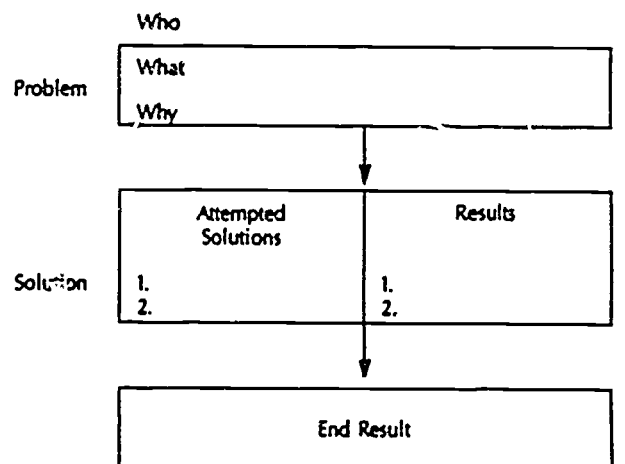 Who
Problem
What
Why
Attempted
Solutions
Results
Solution
1.
2.
1.
2.
End Result